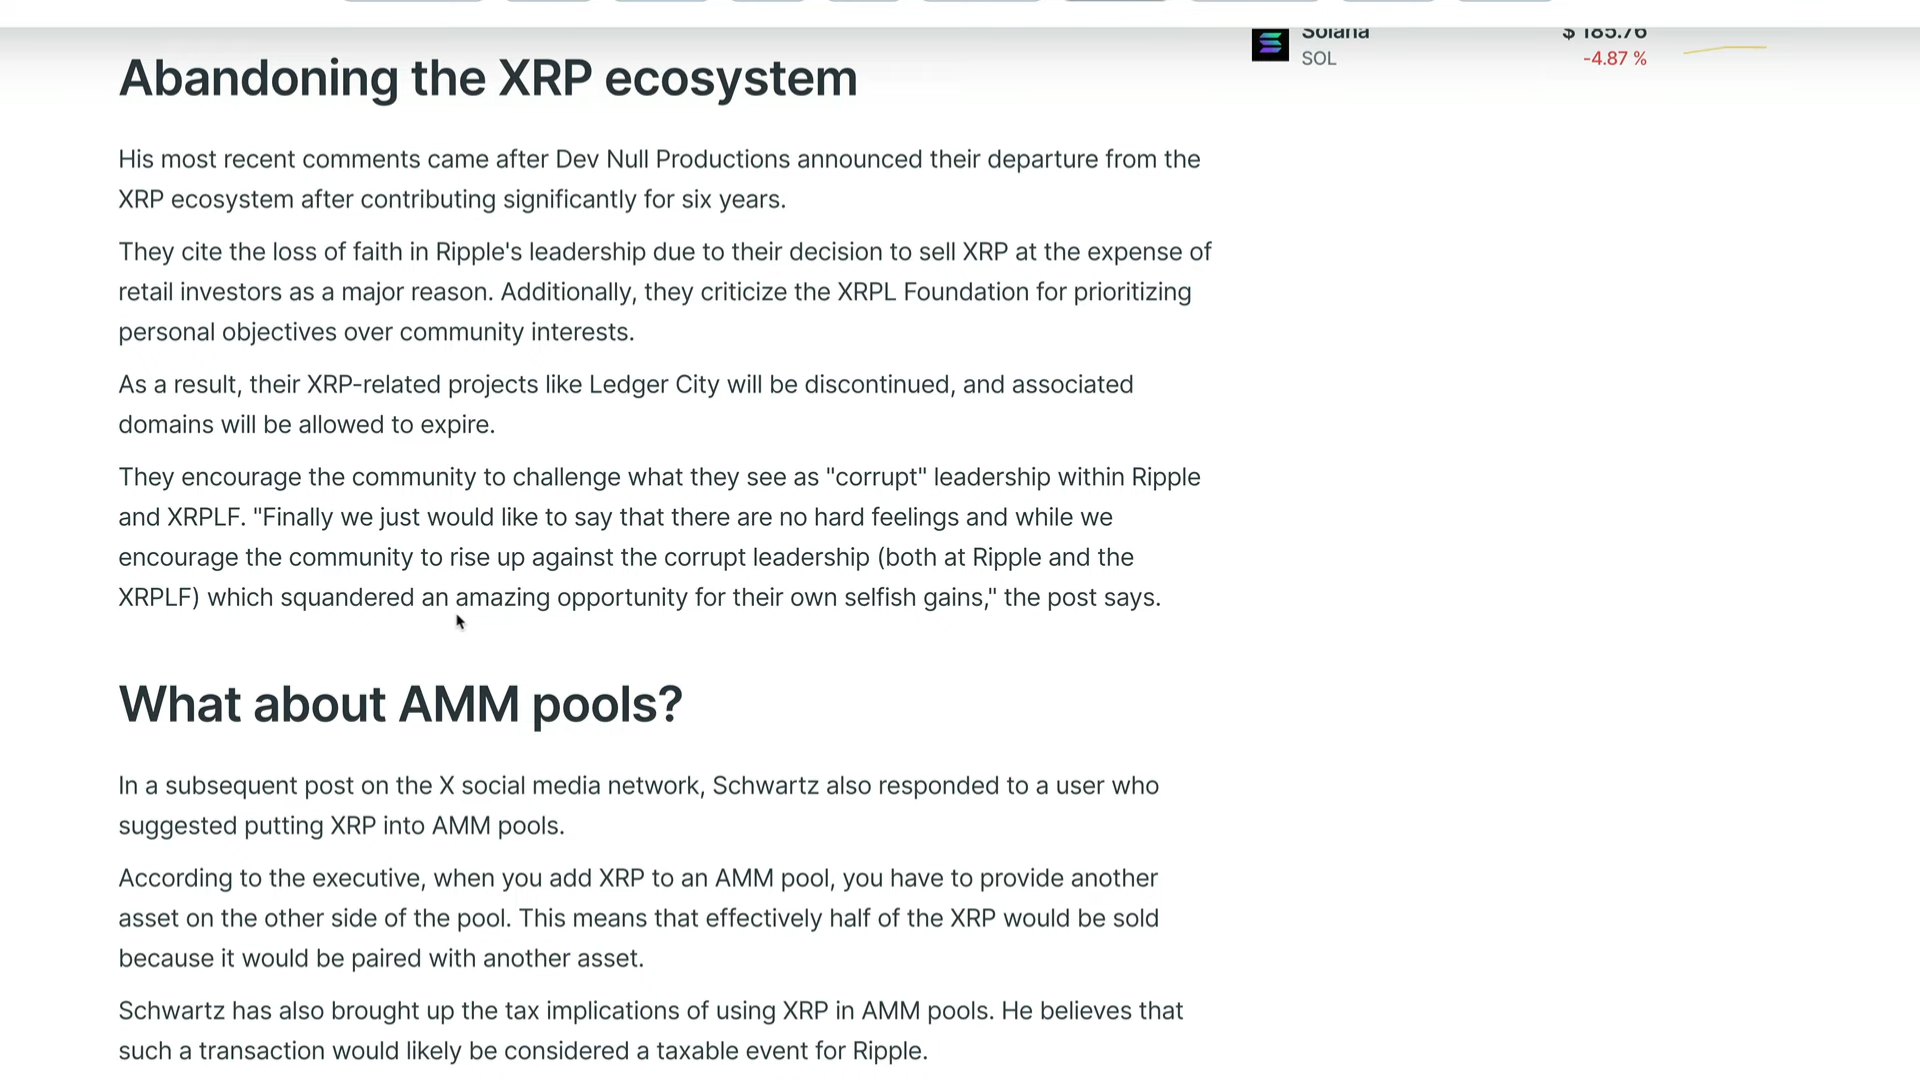 Abandoning the XRP ecosystem
His most recent comments came after Dev Null Productions announced their departure from the
XRP ecosystem after contributing significantly for six years.
They cite the loss of faith in Ripple's leadership due to their decision to sell XRP at the expense of
retail investors as a major reason. Additionally, they criticize the XRPL Foundation for prioritizing
personal objectives over community interests.
As a result, their XRP-related projects like Ledger City will be discontinued, and associated
domains will be allowed to expire.
They encourage the community to challenge what they see as "corrupt" leadership within Ripple
and XRPLF. "Finally we just would like to say that there are no hard feelings and while we
encourage the community to rise up against the corrupt leadership (both at Ripple and the
XRPLF) which squandered an amazing opportunity for their own selfish gains," the post says.
What about AMM pools?
In a subsequent post on the X social media network, Schwartz also responded to a user who
suggested putting XRP into AMM pools.
According to the executive, when you add XRP to an AMM pool, you have to provide another
asset on the other side of the pool. This means that effectively half of the XRP would be sold
because it would be paired with another asset.
Schwartz has also brought up the tax implications of using XRP in AMM pools. He believes that
such a transaction would likely be considered a taxable event for Ripple.
Solana $ 185.76
SOL -4.87 %